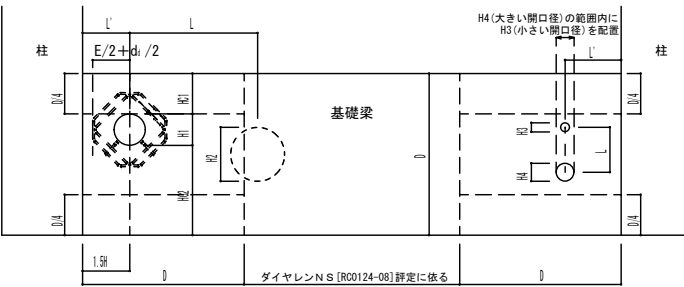 L'
L
H4(大きい開口径)の範囲内に
H3(小さい開口径)を配置
柱
E/2+d₁/2
L'
柱
D/4
HC1
基礎梁
D/4
H1
H2
H3
D
L
H4
HC2
D/4
D/4
1.5H
D
ダイヤレンNS[RC0124-08]評定に依る
D